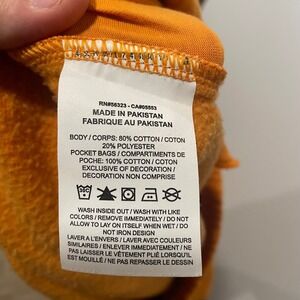 RN#56323 - CA#05553
MADE IN PAKISTAN
FABRIQUE AU PAKISTAN
BODY / CORPS: 80% COTTON / COTON
20% POLYESTER
POCKET BAGS / COMPARTIMENTS DE
POCHE: 100% COTTON / COTON
EXCLUSIVE OF DECORATION /
DECORATION NON COMPRISE
WASH INSIDE OUT / WASH WITH LIKE
COLORS / REMOVE IMMEDIATELY / DO NOT
ALLOW TO LAY ON ITSELF WHEN WET / DO
NOT IRON DESIGN
LAVER A L'ENVERS / LAVER AVEC COULEURS
SIMILAIRES / ENLEVER IMMEDIATEMENT / NE
PAS LAISSER LE VÊTEMENT PLIÉ LORSQU'IL
EST MOUILLÉ / NE PAS REPASSER LE DESSIN